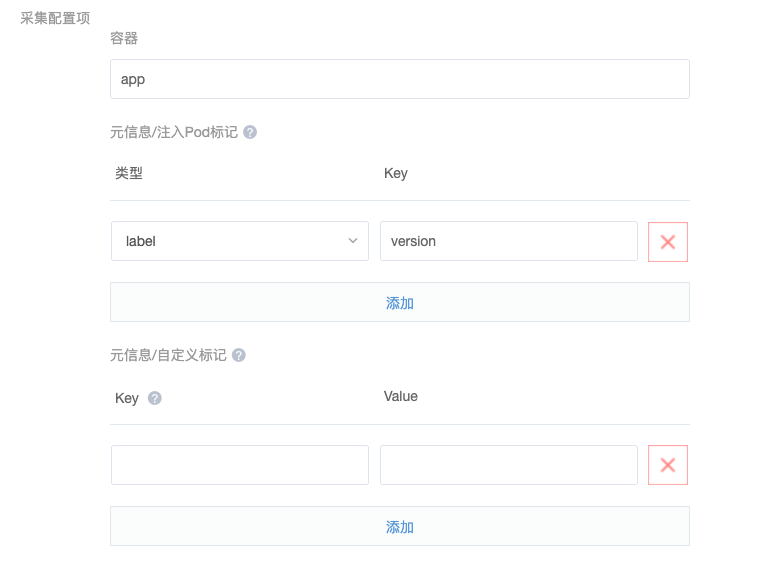 采集配置项
容器
app
元信息/注入Pod标记 ?
类型 Key
label version
添加
元信息/自定义标记 ?
Key ? Value
添加